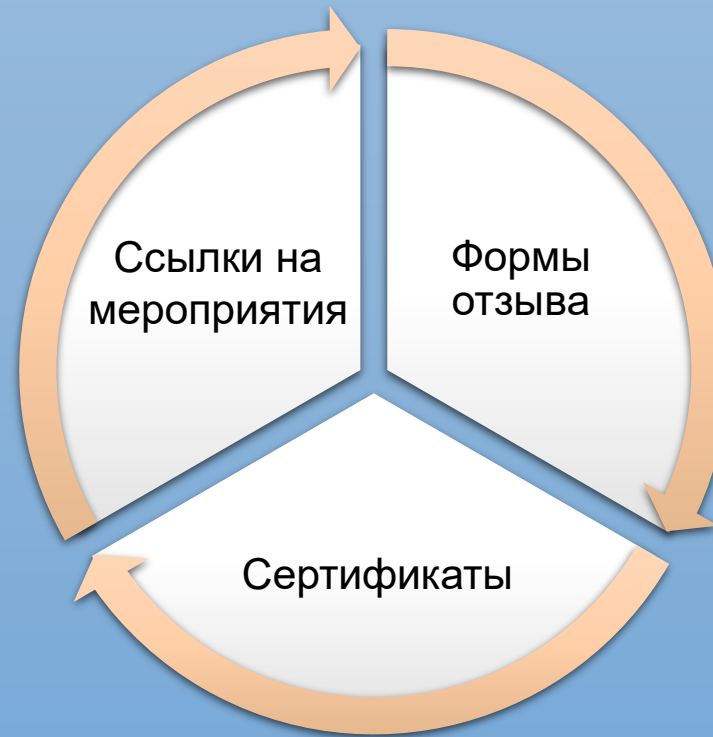 Ссылки на
мероприятия
Формы
отзыва
Сертификаты